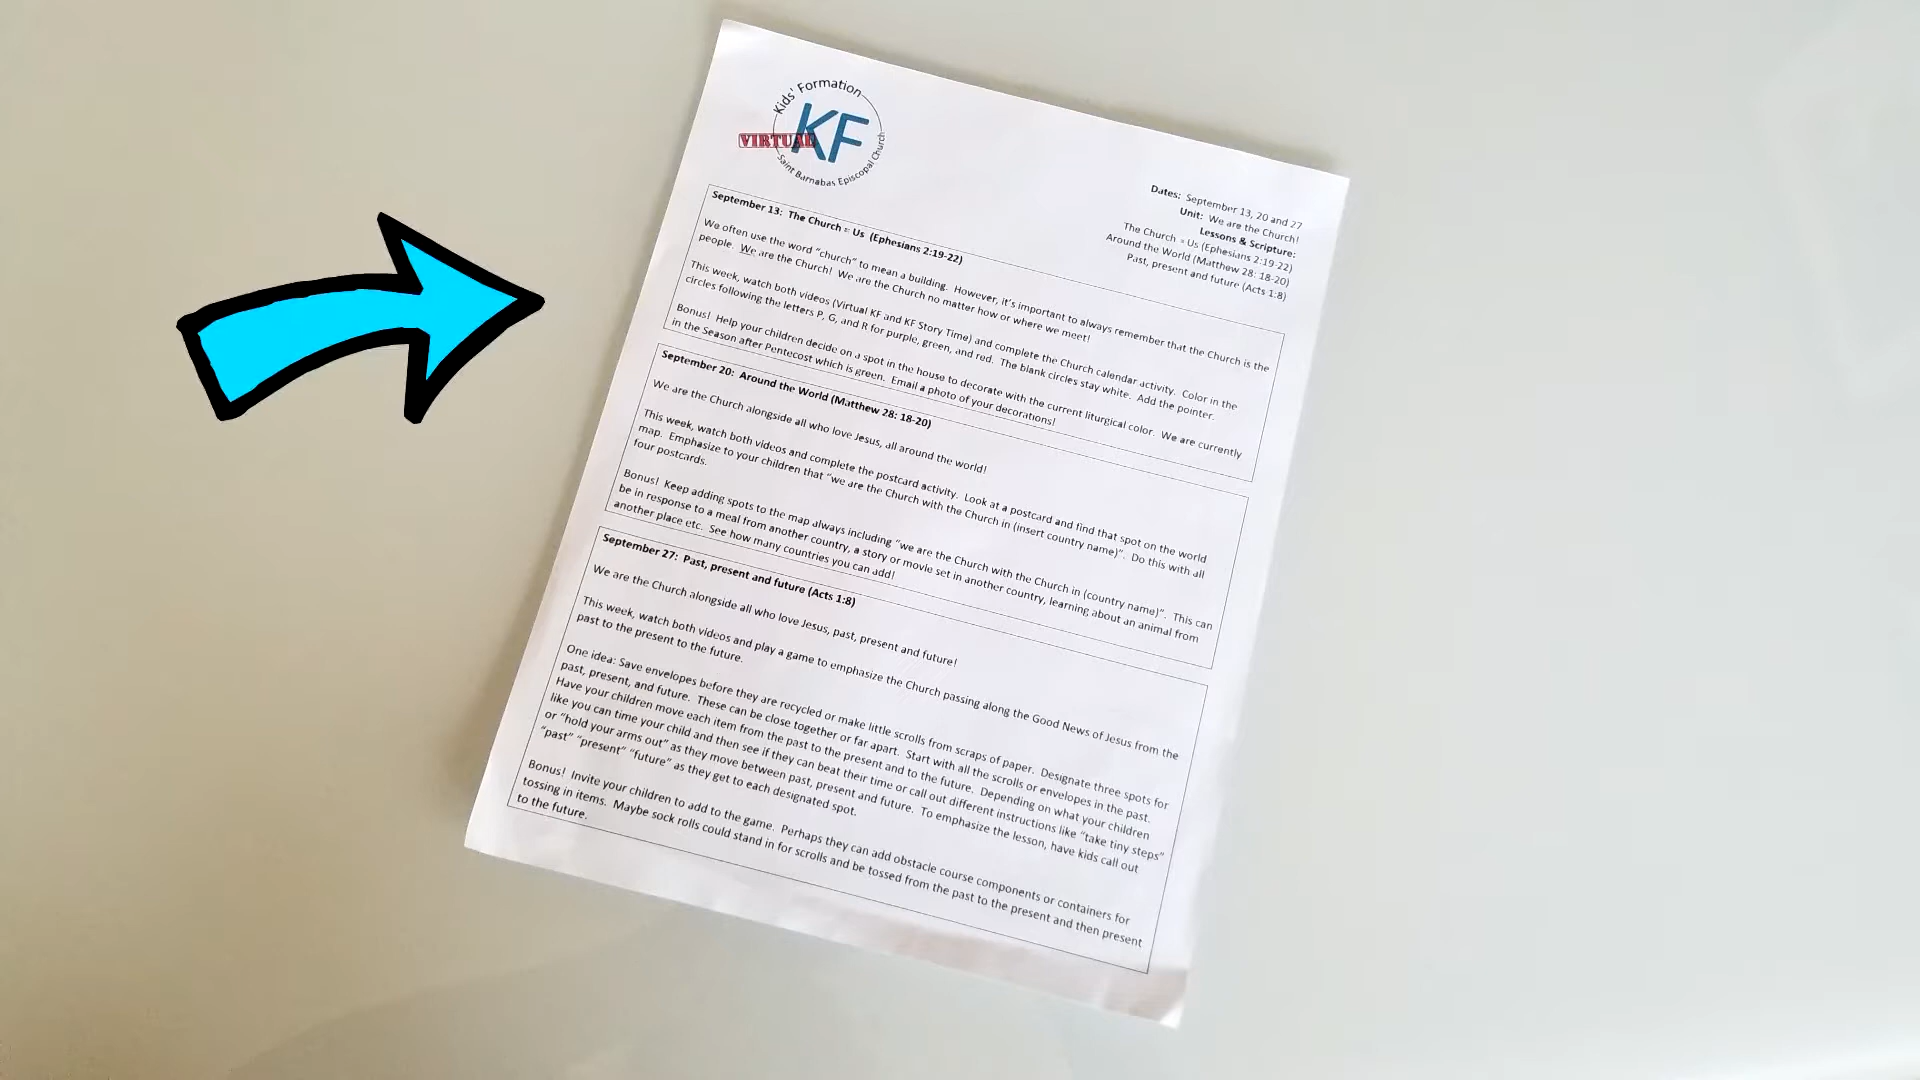 Kids' Formation
KF
VIRTUAL
Saint Barnabas Episcopal Church
Dates: September 13, 20 and 27
Unit: We are the Church!
Lessons & Scripture:
The Church = Us (Ephesians 2:19-22)
Around the World (Matthew 28: 18-20)
Past, present and future (Acts 1:8)
September 13: The Church = Us (Ephesians 2:19-22)
We often use the word "church" to mean a building. However, it's important to always remember that the Church is the
people. We are the Church! We are the Church no matter how or where we meet!
This week, watch both videos (Virtual KF and KF Story Time) and complete the Church calendar activity. Color in the
circles following the letters P, G, and R for purple, green, and red. The blank circles stay white. Add the pointer.
Bonus! Help your children decide on a spot in the house to decorate with the current liturgical color. We are currently
in the Season after Pentecost which is green. Email a photo of your decorations!
September 20: Around the World (Matthew 28: 18-20)
We are the Church alongside all who love Jesus, all around the world!
This week, watch both videos and complete the postcard activity. Look at a postcard and find that spot on the world
map. Emphasize to your children that "we are the Church with the Church in (insert country name)". Do this with all
four postcards.
Bonus! Keep adding spots to the map always including "we are the Church with the Church in (country name)". This can
be in response to a meal from another country, a story or movie set in another country, learning about an animal from
another place etc. See how many countries you can add!
September 27: Past, present and future (Acts 1:8)
We are the Church alongside all who love Jesus, past, present and future!
This week, watch both videos and play a game to emphasize the Church passing along the Good News of Jesus from the
past to the present to the future.
One idea: Save envelopes before they are recycled or make little scrolls from scraps of paper. Designate three spots for
past, present, and future. These can be close together or far apart. Start with all the scrolls or envelopes in the past.
Have your children move each item from the past to the present and to the future. Depending on what your children
like you can time your child and then see if they can beat their time or call out different instructions like "take tiny steps"
or "hold your arms out" as they move between past, present and future. To emphasize the lesson, have kids call out
"past" "present" "future" as they get to each designated spot.
Bonus! Invite your children to add to the game. Perhaps they can add obstacle course components or containers for
tossing in items. Maybe sock rolls could stand in for scrolls and be tossed from the past to the present and then present
to the future.